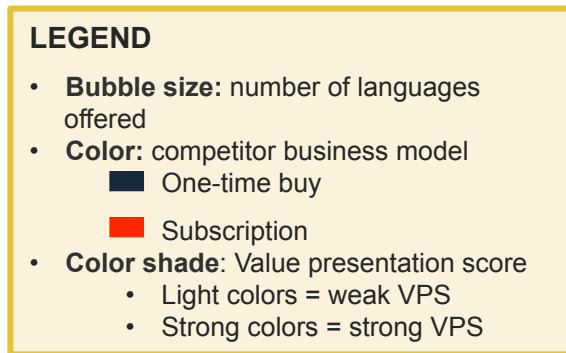 LEGEND
• Bubble size: number of languages
offered
• Color: competitor business model
One-time buy
Subscription
• Color shade: Value presentation score
• Light colors = weak VPS
• Strong colors = strong VPS